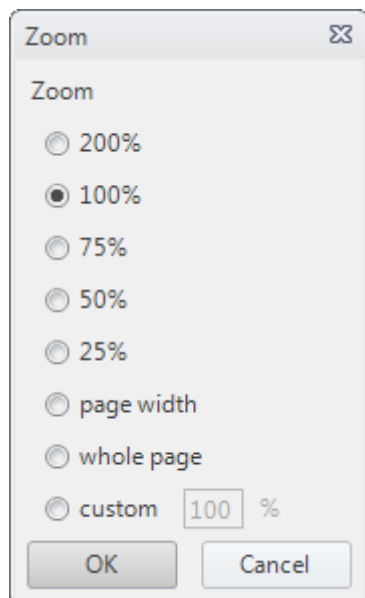 Zoom
Zoom
200%
100%
75%
50%
25%
page width
whole page
custom 100 %
OK Cancel